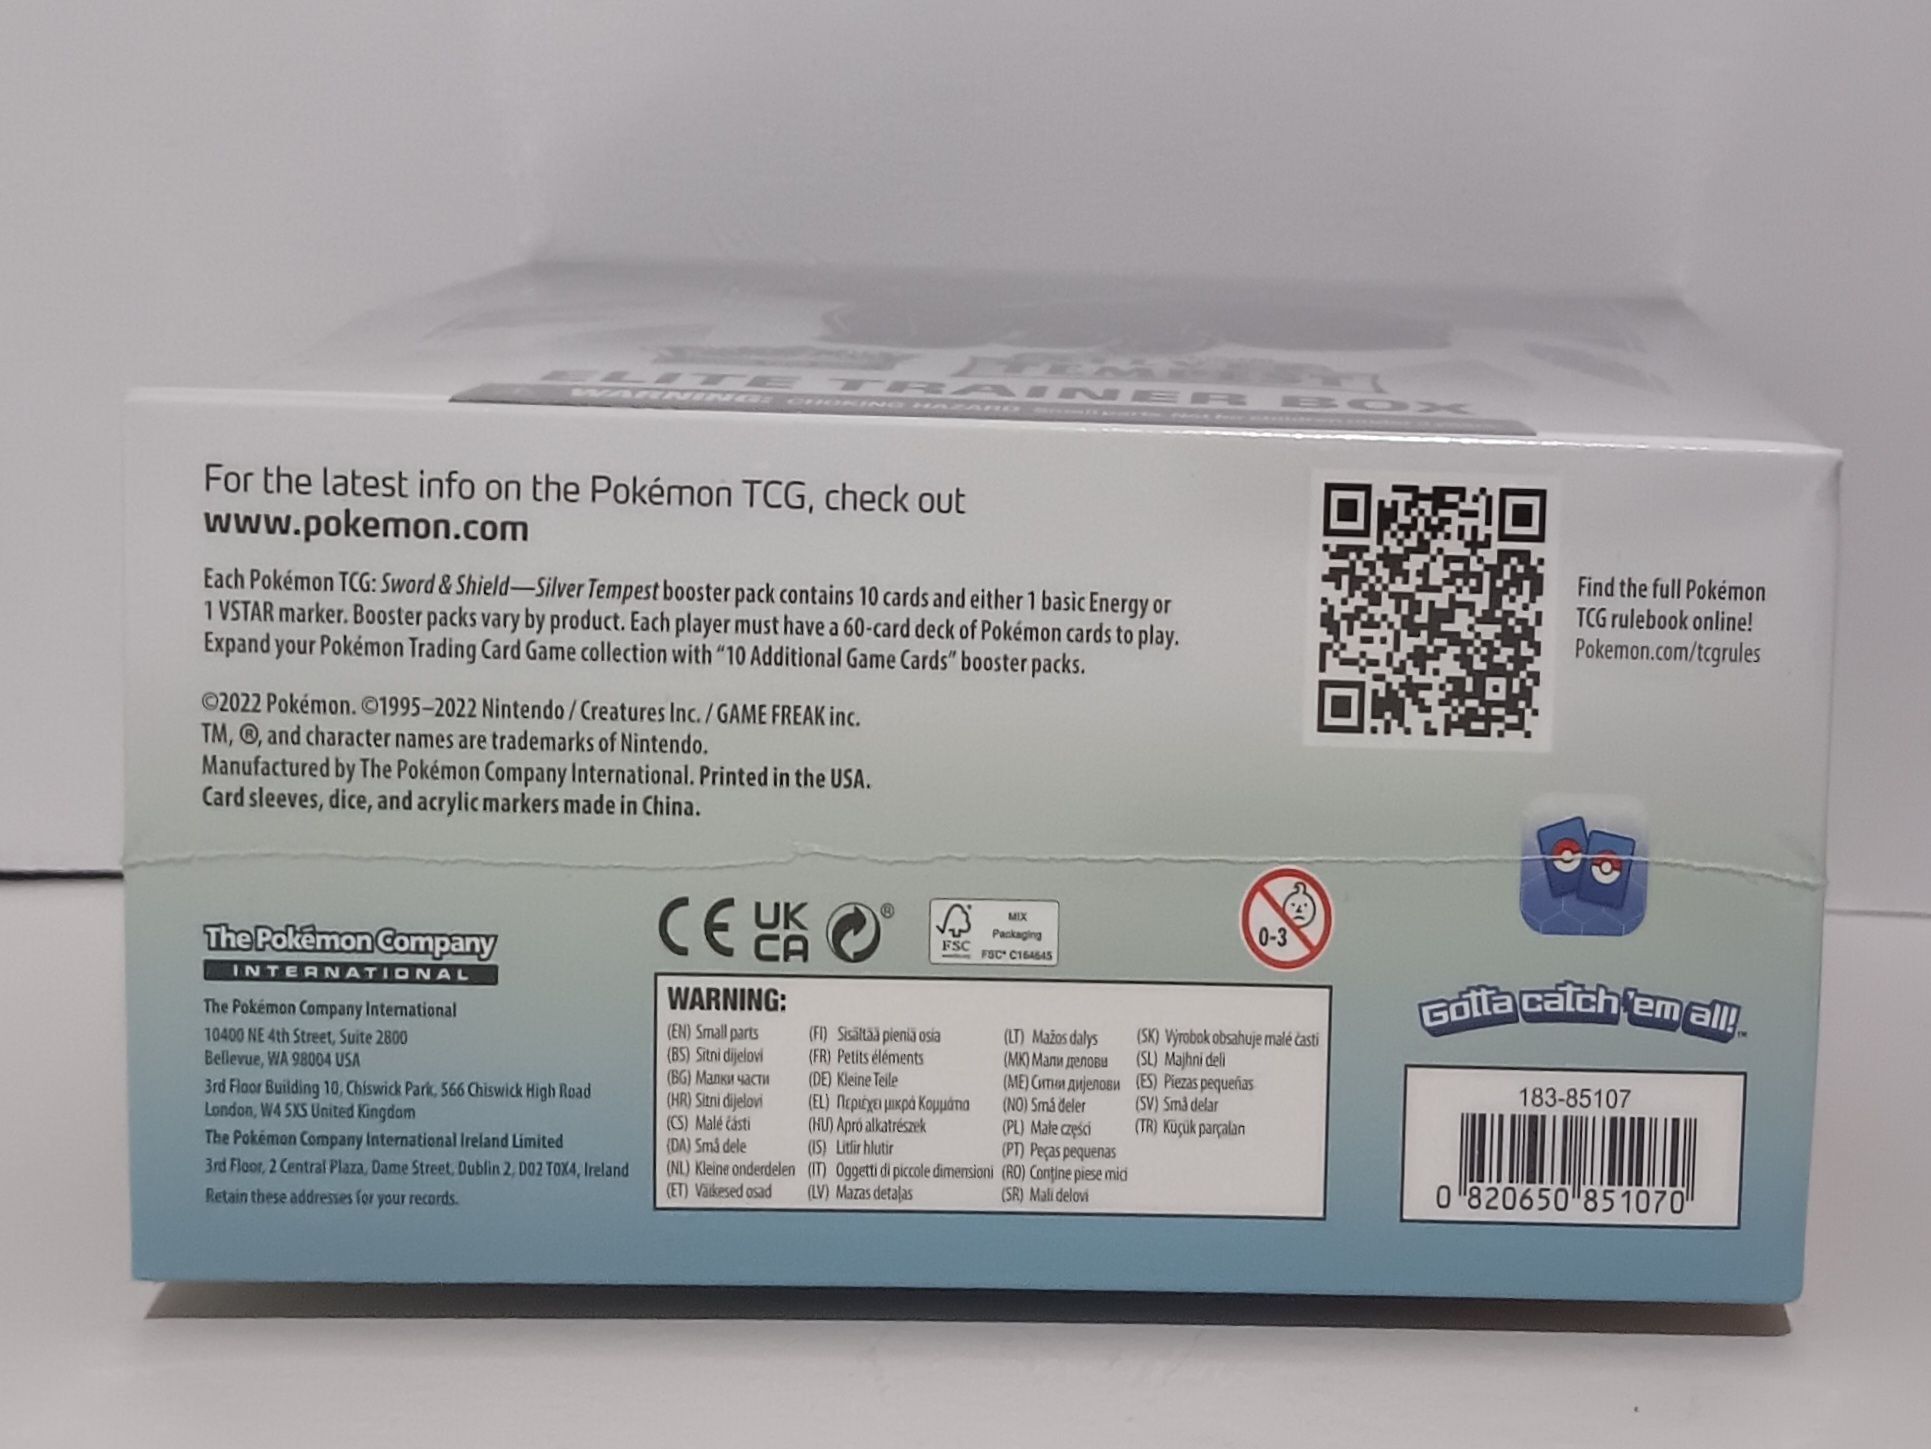 TEMPEST
ELITE TRAINER BOX
WARNING: CHOKING HAZARD
For the latest info on the Pokémon TCG, check out
www.pokemon.com
Each Pokémon TCG: Sword & Shield—Silver Tempest booster pack contains 10 cards and either 1 basic Energy or
1 VSTAR marker. Booster packs vary by product. Each player must have a 60-card deck of Pokémon cards to play.
Expand your Pokémon Trading Card Game collection with “10 Additional Game Cards” booster packs.
©2022 Pokémon. ©1995–2022 Nintendo / Creatures Inc. / GAME FREAK inc.
TM, ®, and character names are trademarks of Nintendo.
Manufactured by The Pokémon Company International. Printed in the USA.
Card sleeves, dice, and acrylic markers made in China.
Find the full Pokémon
TCG rulebook online!
Pokemon.com/tcgrules
The Pokémon Company
INTERNATIONAL
The Pokémon Company International
10400 NE 4th Street, Suite 2800
Bellevue, WA 98004 USA
3rd Floor Building 10, Chiswick Park, 566 Chiswick High Road
London, W4 5XS United Kingdom
The Pokémon Company International Ireland Limited
3rd Floor, 2 Central Plaza, Dame Street, Dublin 2, D02 T0X4, Ireland
Retain these addresses for your records.
CE
UK
CA
®
FSC
MIX
Packaging
FSC® C164645
0-3
WARNING:
(EN) Small parts
(BS) Sitni dijelovi
(BG) Малки части
(HR) Sitni dijelovi
(CS) Malé části
(DA) Små dele
(NL) Kleine onderdelen
(ET) Väikesed osad
(FI) Sisältää pieniä osia
(FR) Petits éléments
(DE) Kleine Teile
(EL) Περιέχει μικρά Κομμάτια
(HU) Apró alkatrészek
(IS) Litlir hlutir
(IT) Oggetti di piccole dimensioni
(LV) Mazas detaļas
(LT) Mažos dalys
(MK) Мали делови
(ME) Ситни дијелови
(NO) Små deler
(PL) Małe części
(PT) Peças pequenas
(RO) Conține piese mici
(SR) Mali delovi
(SK) Výrobok obsahuje malé časti
(SL) Majhni deli
(ES) Piezas pequeñas
(SV) Små delar
(TR) Küçük parçaları
Gotta catch 'em all!™
183-85107
0 820650 851070